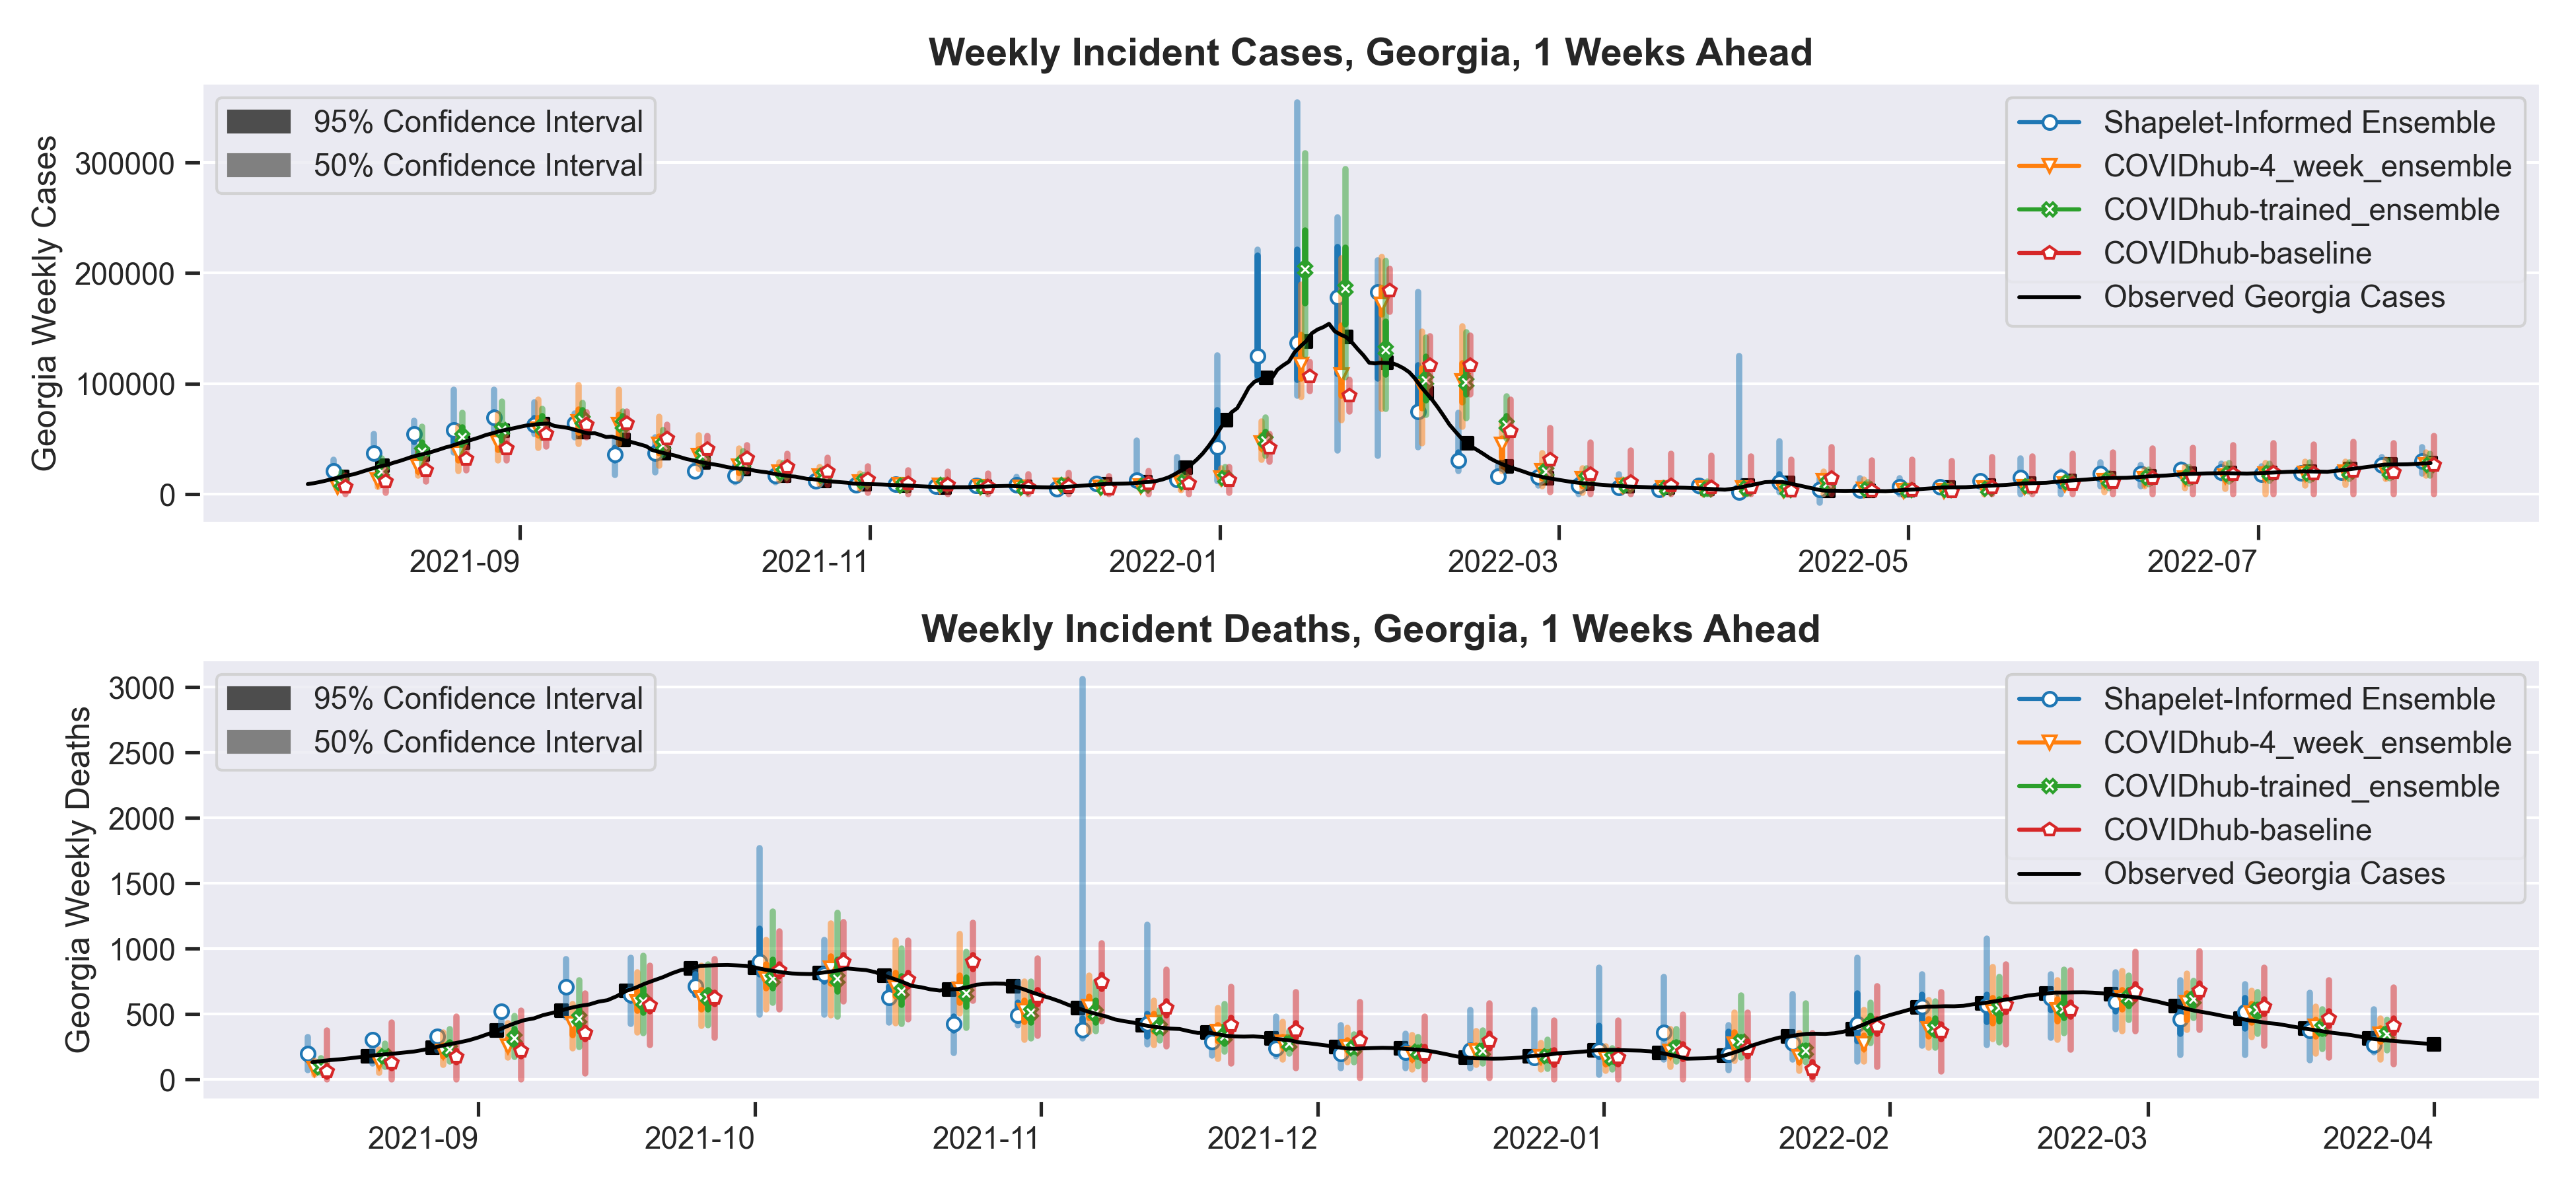 Weekly Incident Cases, Georgia, 1 Weeks Ahead
95% Confidence Interval
50% Confidence Interval
Shapelet-Informed Ensemble
COVIDhub-4_week_ensemble
COVIDhub-trained_ensemble
COVIDhub-baseline
Observed Georgia Cases
Georgia Weekly Cases
300000
200000
100000
0
2021-09
2021-11
2022-01
2022-03
2022-05
2022-07
Weekly Incident Deaths, Georgia, 1 Weeks Ahead
95% Confidence Interval
50% Confidence Interval
Shapelet-Informed Ensemble
COVIDhub-4_week_ensemble
COVIDhub-trained_ensemble
COVIDhub-baseline
Observed Georgia Cases
Georgia Weekly Deaths
3000
2500
2000
1500
1000
500
0
2021-09
2021-10
2021-11
2021-12
2022-01
2022-02
2022-03
2022-04